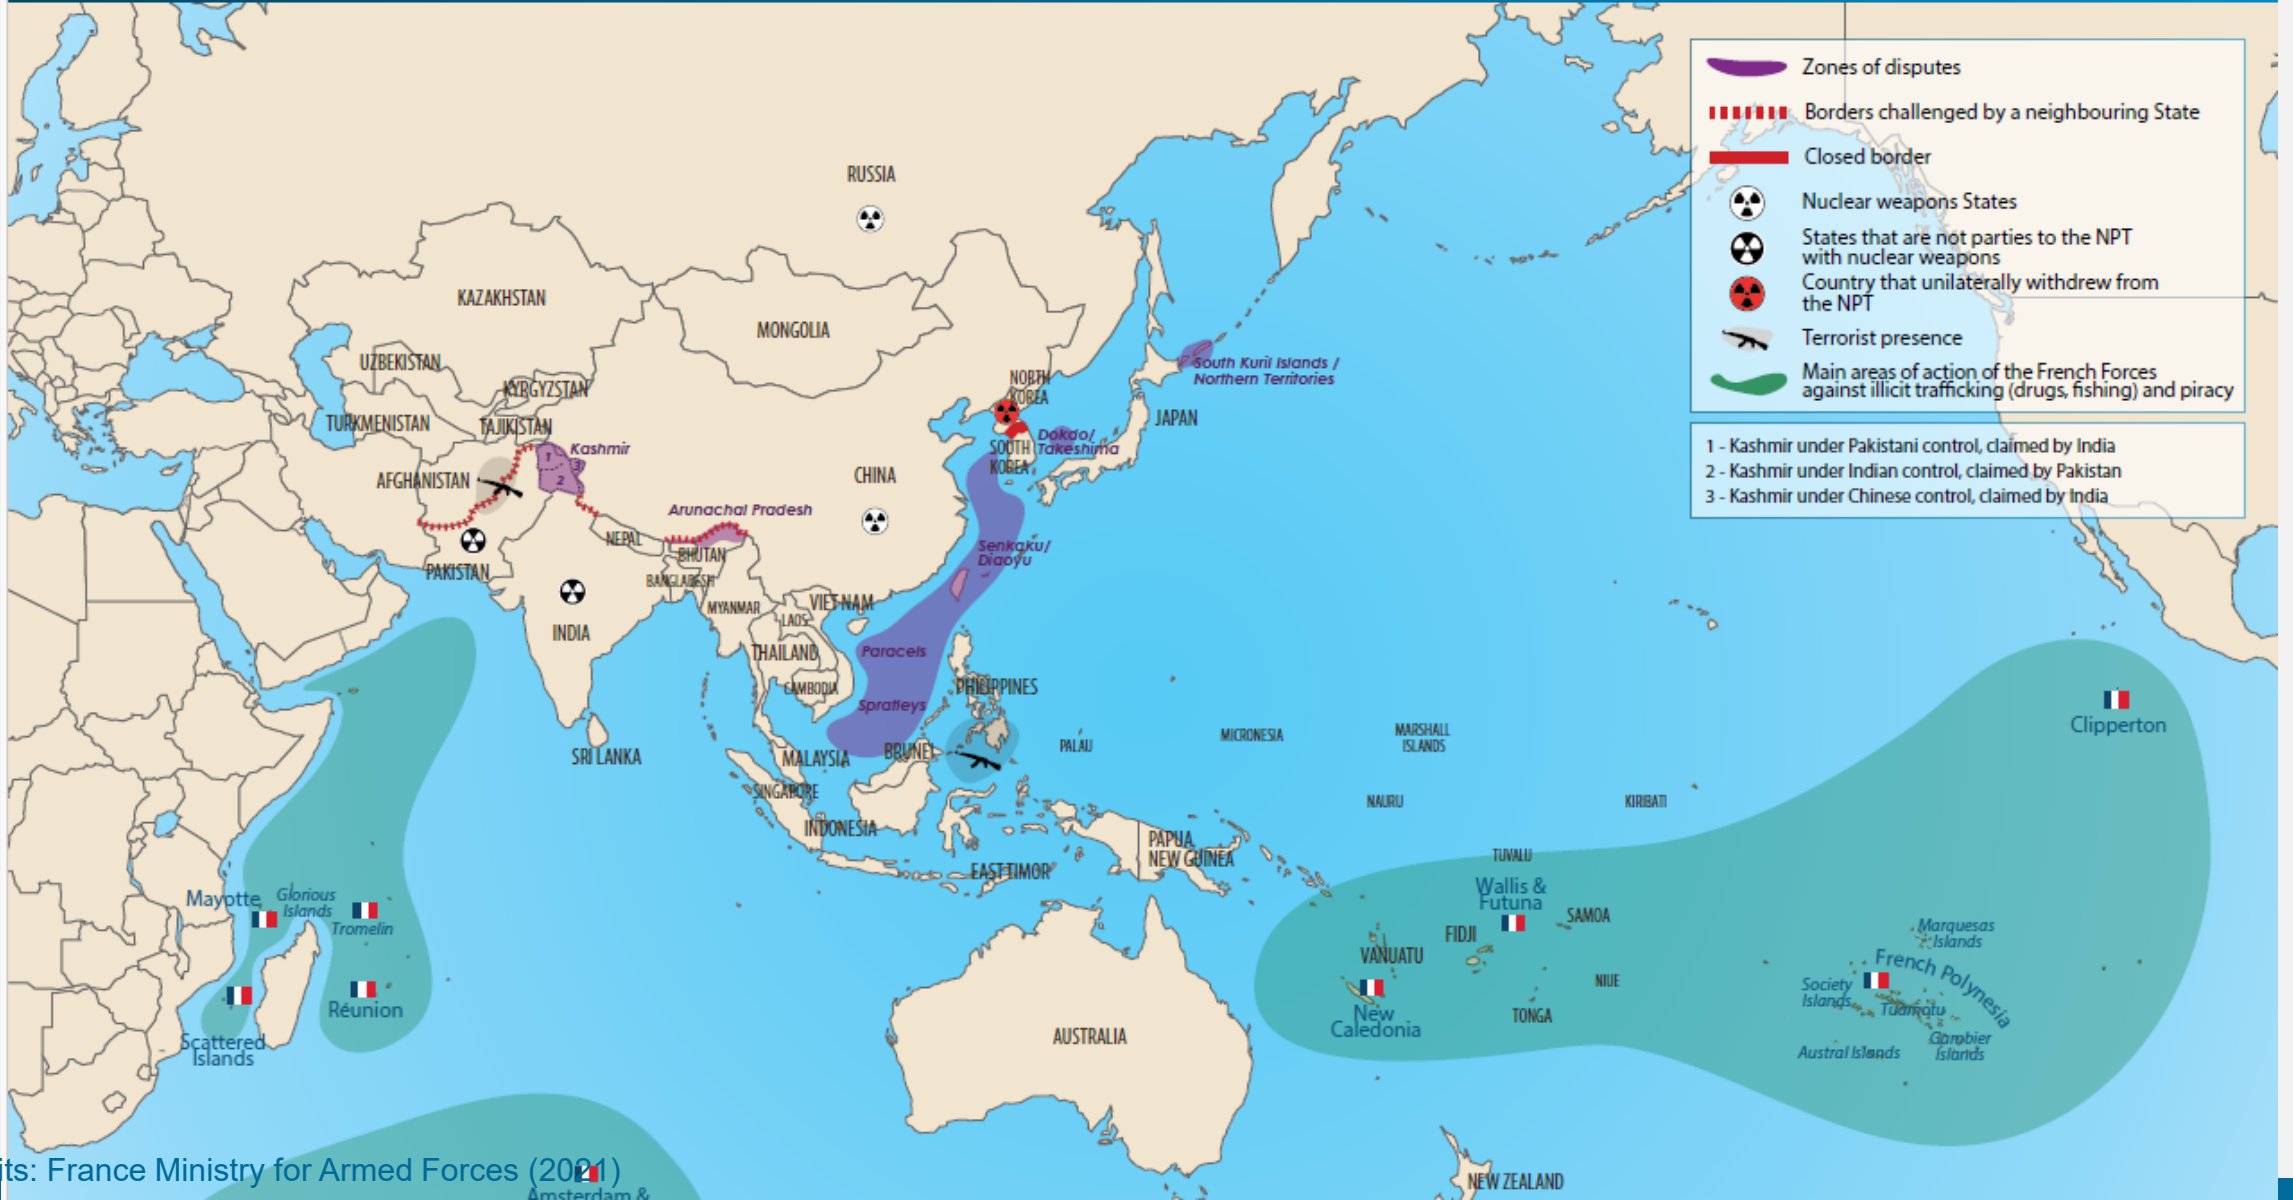 Zones of disputes
Borders challenged by a neighbouring State
Closed border
Nuclear weapons States
States that are not parties to the NPT
with nuclear weapons
Country that unilaterally withdrew from
the NPT
Terrorist presence
Main areas of action of the French Forces
against illicit trafficking (drugs, fishing) and piracy
1 - Kashmir under Pakistani control, claimed by India
2 - Kashmir under Indian control, claimed by Pakistan
3 - Kashmir under Chinese control, claimed by India
RUSSIA
KAZAKHSTAN
MONGOLIA
UZBEKISTAN
KYRGYZSTAN
TURKMENISTAN
TAJIKISTAN
South Kuril Islands /
Northern Territories
NORTH
KOREA
JAPAN
Dokdo/
Takeshima
SOUTH
KOREA
Kashmir
1
3
2
AFGHANISTAN
CHINA
Arunachal Pradesh
NEPAL
BHUTAN
Senkaku/
Diaoyu
PAKISTAN
BANGLADESH
VIET NAM
MYANMAR
LAOS
INDIA
THAILAND
Paracels
CAMBODIA
PHILIPPINES
Spratleys
SRI LANKA
MALAYSIA
BRUNEI
PALAU
MICRONESIA
MARSHALL
ISLANDS
Clipperton
SINGAPORE
NAURU
KIRIBATI
INDONESIA
PAPUA
NEW GUINEA
EAST TIMOR
TUVALU
Wallis &
Futuna
SAMOA
Mayotte
Glorious
Islands
Tromelin
FIDJI
VANUATU
Marquesas
Islands
French Polynesia
NIUE
Society
Islands
Tuamotu
Réunion
New
Caledonia
TONGA
Gambier
Islands
Austral Islands
AUSTRALIA
Scattered
Islands
its: France Ministry for Armed Forces (2021)
NEW ZEALAND
Amsterdam &